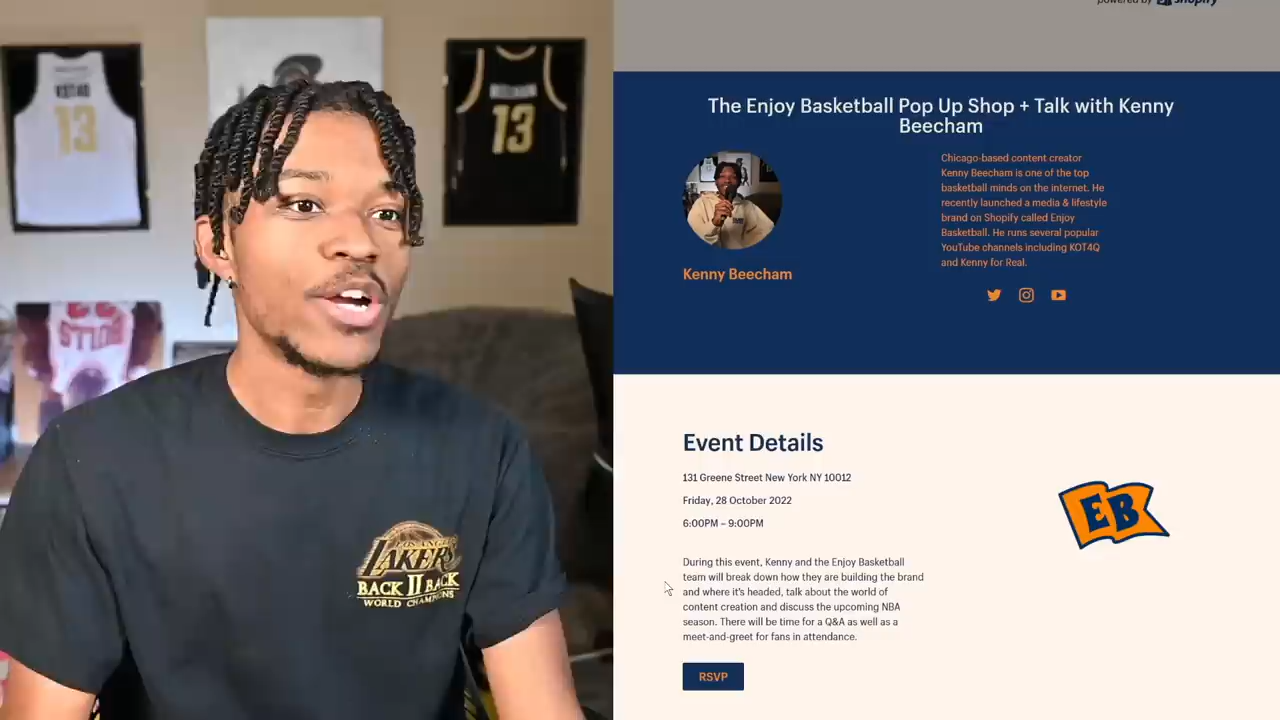 13
13
LOS ANGELES
LAKERS
BACK II BACK
WORLD CHAMPIONS
powered by shopify
The Enjoy Basketball Pop Up Shop + Talk with Kenny
Beecham
Kenny Beecham
Chicago-based content creator
Kenny Beecham is one of the top
basketball minds on the internet. He
recently launched a media & lifestyle
brand on Shopify called Enjoy
Basketball. He runs several popular
YouTube channels including KOT4Q
and Kenny for Real.
Event Details
131 Greene Street New York NY 10012
Friday, 28 October 2022
6:00PM – 9:00PM
During this event, Kenny and the Enjoy Basketball
team will break down how they are building the brand
and where it's headed, talk about the world of
content creation and discuss the upcoming NBA
season. There will be time for a Q&A as well as a
meet-and-greet for fans in attendance.
RSVP
EB